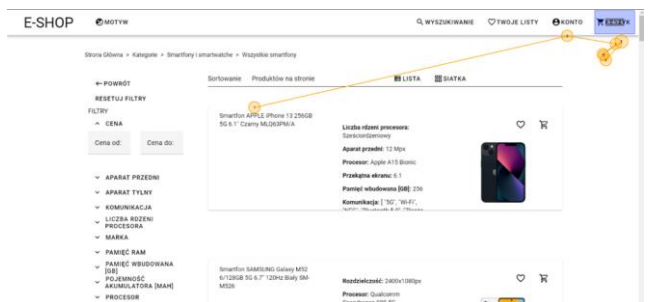 E-SHOP
MOTYW
WYSZUKIWANIE
TWOJE LISTY
KONTO
Strona Główna > Kategorie > Smartfony i smartwatche > Wszystkie smartfony
POWRÓT
Sortowanie Produktów na stronie
LISTA
SIATKA
RESETUJ FILTRY
FILTRY
CENA
Cena od:
Cena do:
APARAT PRZEDNI
APARAT TYLNY
KOMUNIKACJA
LICZBA RDZENI
PROCESORA
MARKA
PAMIĘĆ RAM
PAMIĘĆ WBUDOWANA
[GB]
POJEMNOŚĆ
AKUMULATORA [MAH]
PROCESOR
Smartfon APPLE iPhone 13 256GB
5G 6.1" Czarny MLQ63PM/A
Liczba rdzeni procesora:
Sześciordzeniowy
Aparat przedni: 12 Mpx
Procesor: Apple A15 Bionic
Przekątna ekranu: 6.1
Pamięć wbudowana [GB]: 256
Komunikacja: [ "5G", "Wi-Fi",
Smartfon SAMSUNG Galaxy M52
6/128GB 5G 6.7" 120Hz Biały SM-
M526
Rozdzielczość: 2400x1080px
Procesor: Qualcomm